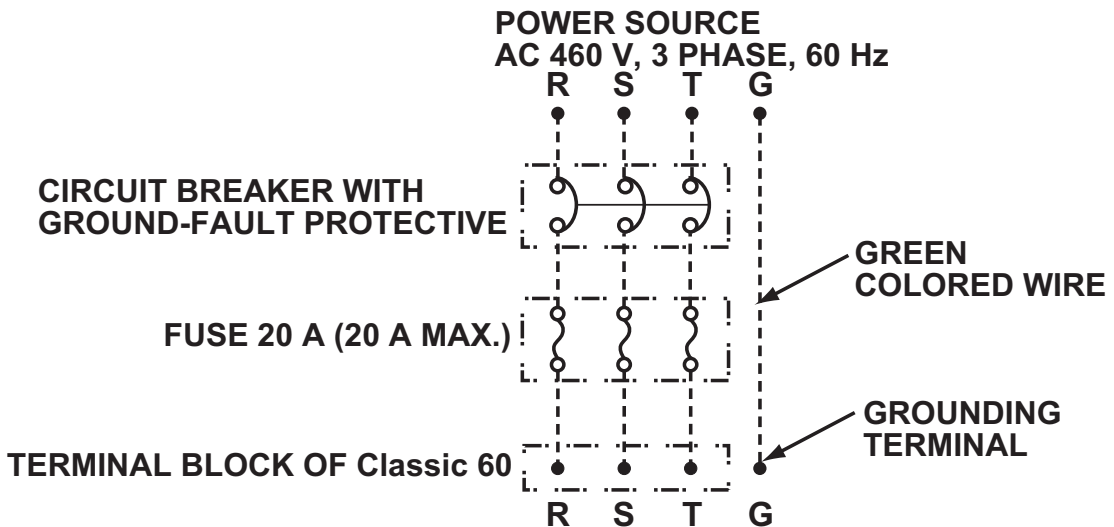 POWER SOURCE
AC 460 V, 3 PHASE, 60 Hz
R S T G
CIRCUIT BREAKER WITH
GROUND-FAULT PROTECTIVE
GREEN
COLORED WIRE
FUSE 20 A (20 A MAX.)
GROUNDING
TERMINAL
TERMINAL BLOCK OF Classic 60
R S T G